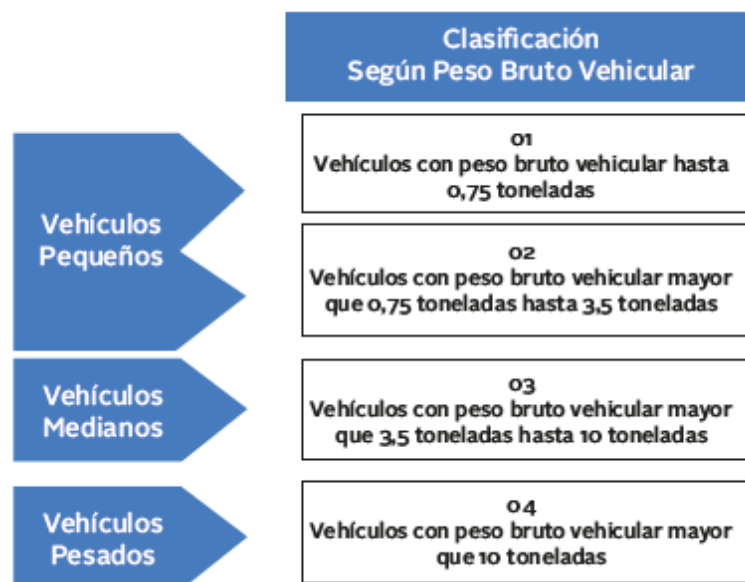 Clasificación
Según Peso Bruto Vehicular
Vehículos
Pequeños
01
Vehículos con peso bruto vehicular hasta
0,75 toneladas
02
Vehículos con peso bruto vehicular mayor
que 0,75 toneladas hasta 3,5 toneladas
Vehículos
Medianos
03
Vehículos con peso bruto vehicular mayor
que 3,5 toneladas hasta 10 toneladas
Vehículos
Pesados
04
Vehículos con peso bruto vehicular mayor
que 10 toneladas